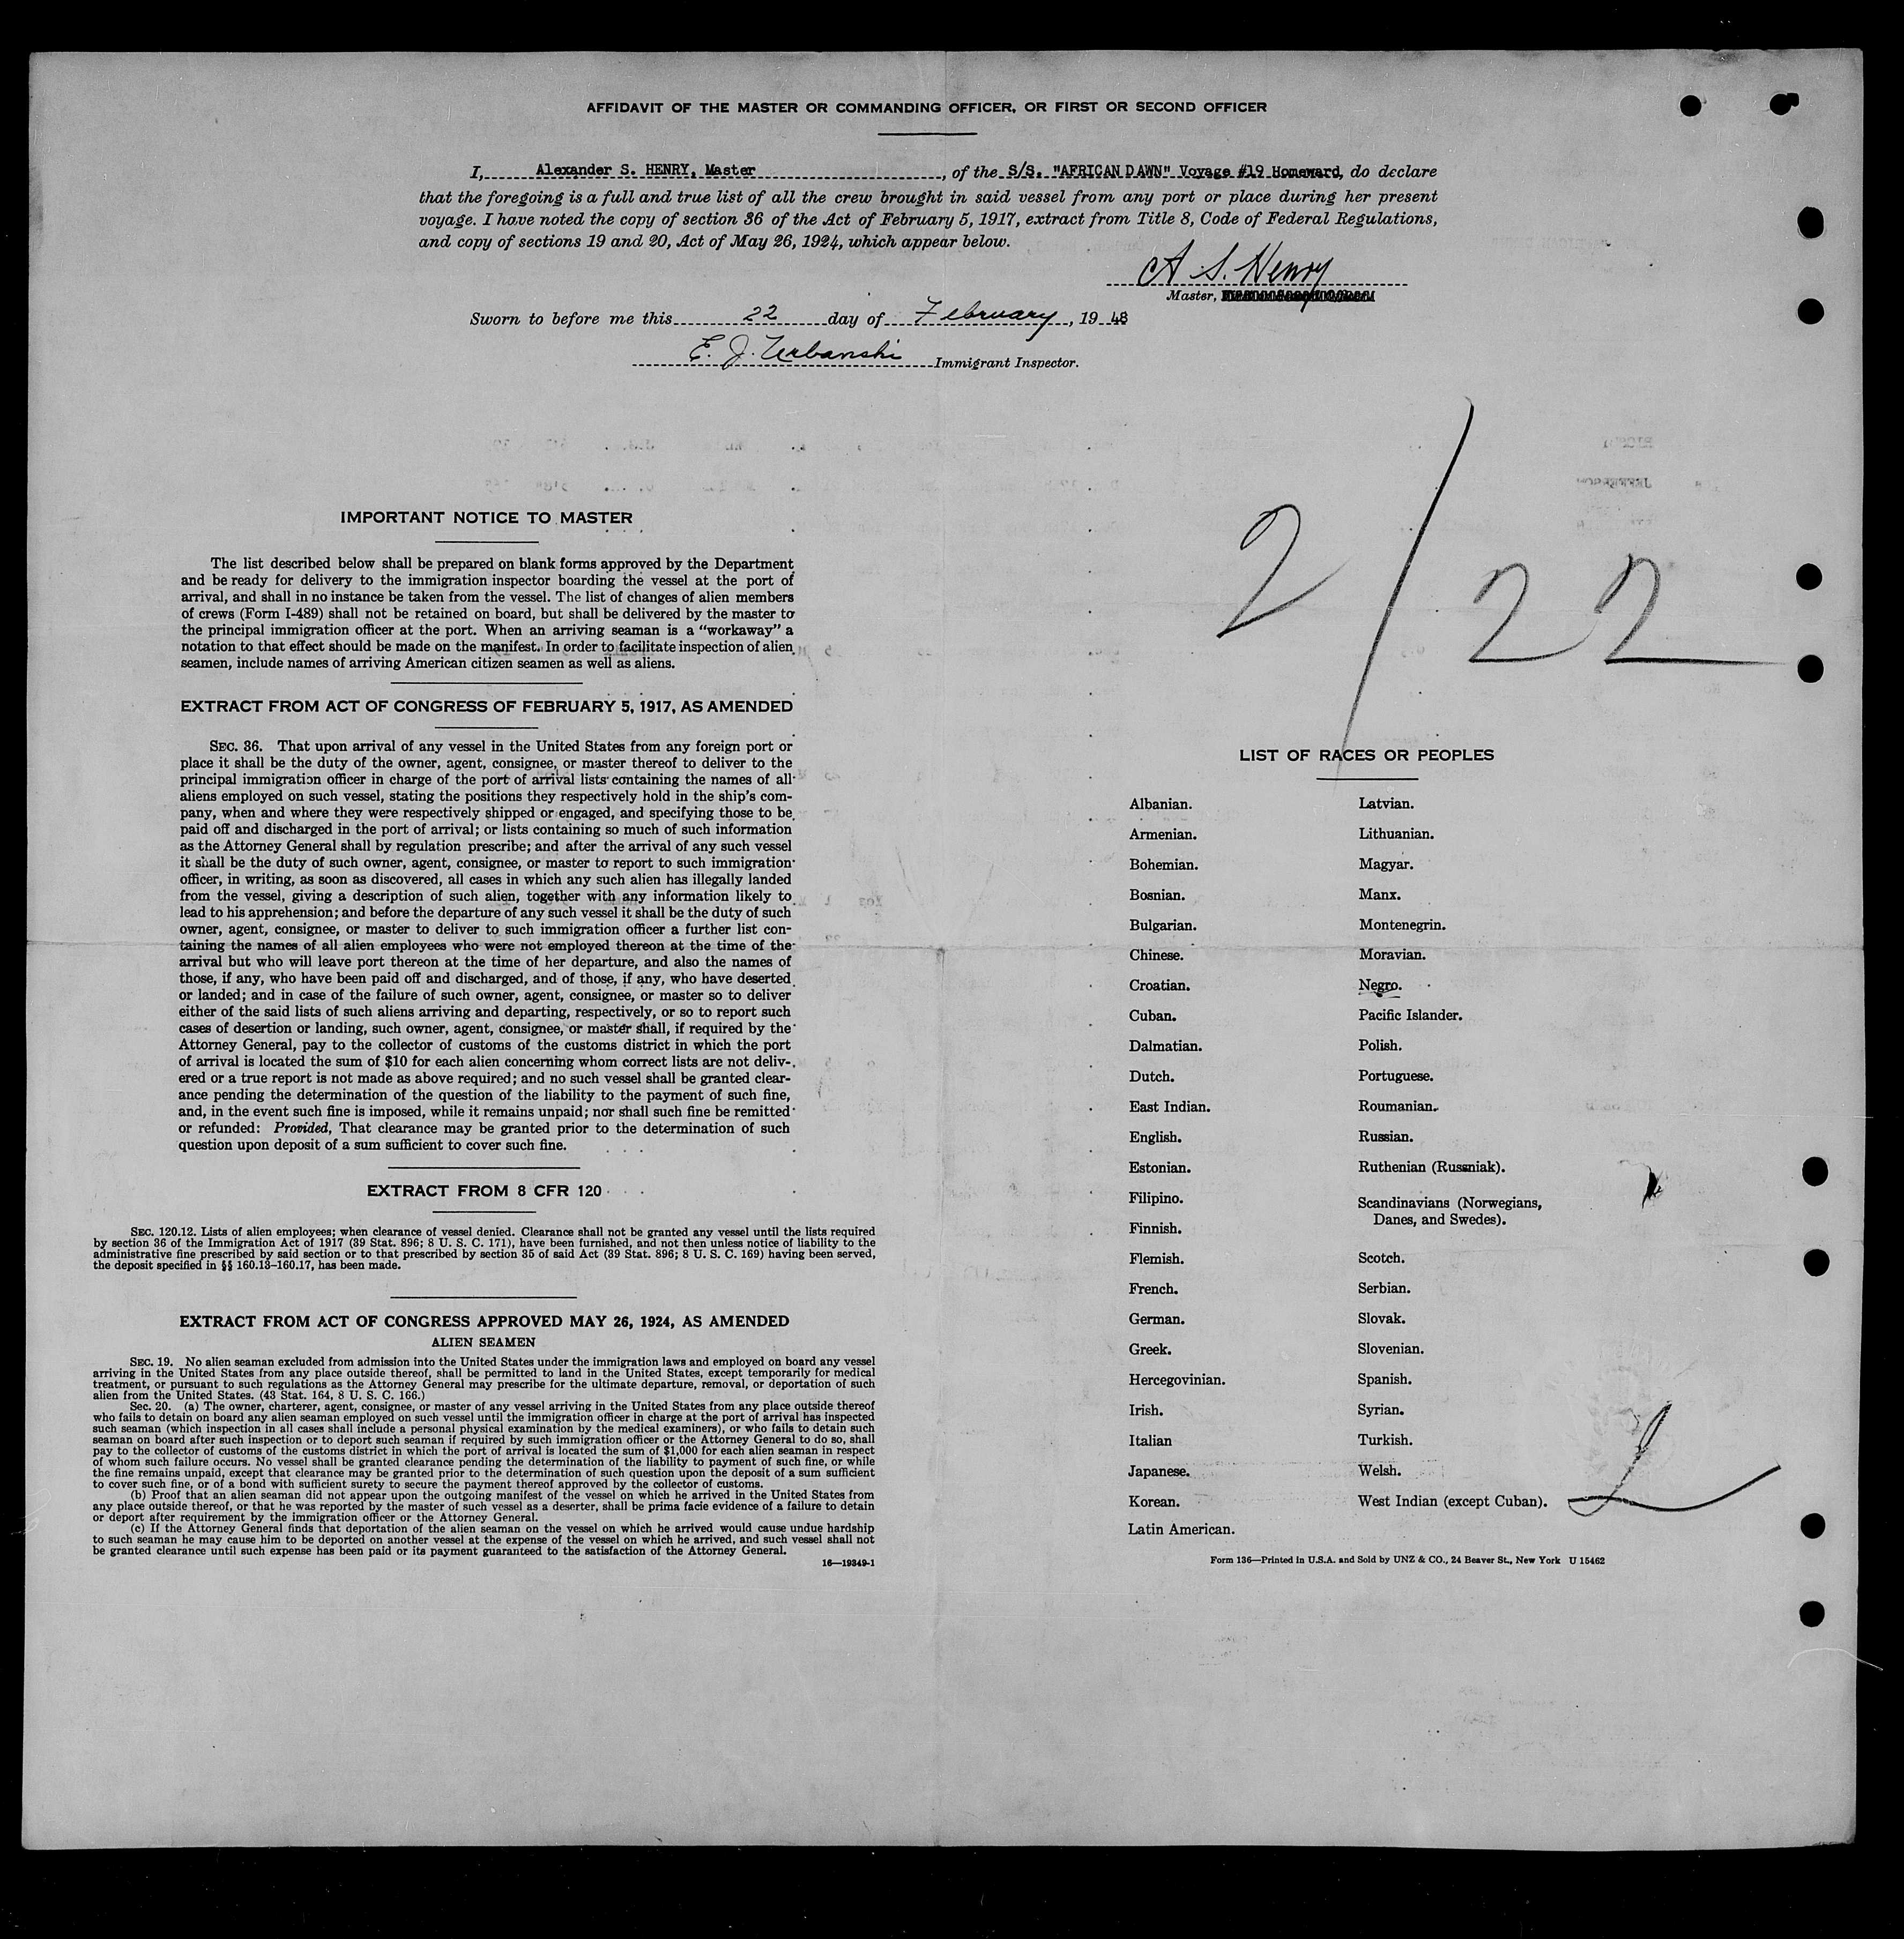 AFFIDAVIT OF THE MASTER OR COMMANDING OFFICER, OR FIRST OR SECOND OFFICER
I, Alexander S. HENRY, Master, of the S/S. "AFRICAN DAWN" Voyage #19 Homeward, do declare
that the foregoing is a full and true list of all the crew brought in said vessel from any port or place during her present
voyage. I have noted the copy of section 36 of the Act of February 5, 1917, extract from Title 8, Code of Federal Regulations,
and copy of sections 19 and 20, Act of May 26, 1924, which appear below.
A S. Henry
Master,
Sworn to before me this 22 day of February, 1948
E. J. Urbanski Immigrant Inspector.
2/22
IMPORTANT NOTICE TO MASTER
The list described below shall be prepared on blank forms approved by the Department
and be ready for delivery to the immigration inspector boarding the vessel at the port of
arrival, and shall in no instance be taken from the vessel. The list of changes of alien members
of crews (Form I-489) shall not be retained on board, but shall be delivered by the master to
the principal immigration officer at the port. When an arriving seaman is a "workaway" a
notation to that effect should be made on the manifest. In order to facilitate inspection of alien
seamen, include names of arriving American citizen seamen as well as aliens.
EXTRACT FROM ACT OF CONGRESS OF FEBRUARY 5, 1917, AS AMENDED
SEC. 36. That upon arrival of any vessel in the United States from any foreign port or
place it shall be the duty of the owner, agent, consignee, or master thereof to deliver to the
principal immigration officer in charge of the port of arrival lists containing the names of all
aliens employed on such vessel, stating the positions they respectively hold in the ship's com-
pany, when and where they were respectively shipped or engaged, and specifying those to be
paid off and discharged in the port of arrival; or lists containing so much of such information
as the Attorney General shall by regulation prescribe; and after the arrival of any such vessel
it shall be the duty of such owner, agent, consignee, or master to report to such immigration
officer, in writing, as soon as discovered, all cases in which any such alien has illegally landed
from the vessel, giving a description of such alien, together with any information likely to
lead to his apprehension; and before the departure of any such vessel it shall be the duty of such
owner, agent, consignee, or master to deliver to such immigration officer a further list con-
taining the names of all alien employees who were not employed thereon at the time of the
arrival but who will leave port thereon at the time of her departure, and also the names of
those, if any, who have been paid off and discharged, and of those, if any, who have deserted
or landed; and in case of the failure of such owner, agent, consignee, or master so to deliver
either of the said lists of such aliens arriving and departing, respectively, or so to report such
cases of desertion or landing, such owner, agent, consignee, or master shall, if required by the
Attorney General, pay to the collector of customs of the customs district in which the port
of arrival is located the sum of $10 for each alien concerning whom correct lists are not deliv-
ered or a true report is not made as above required; and no such vessel shall be granted clear-
ance pending the determination of the question of the liability to the payment of such fine,
and, in the event such fine is imposed, while it remains unpaid; nor shall such fine be remitted
or refunded: Provided, That clearance may be granted prior to the determination of such
question upon deposit of a sum sufficient to cover such fine.
EXTRACT FROM 8 CFR 120
SEC. 120.12. Lists of alien employees; when clearance of vessel denied. Clearance shall not be granted any vessel until the lists required
by section 36 of the Immigration Act of 1917 (39 Stat. 896; 8 U. S. C. 171), have been furnished, and not then unless notice of liability to the
administrative fine prescribed by said section or to that prescribed by section 35 of said Act (39 Stat. 896; 8 U. S. C. 169) having been served,
the deposit specified in §§ 160.13-160.17, has been made.
EXTRACT FROM ACT OF CONGRESS APPROVED MAY 26, 1924, AS AMENDED
ALIEN SEAMEN
SEC. 19. No alien seaman excluded from admission into the United States under the immigration laws and employed on board any vessel
arriving in the United States from any place outside thereof, shall be permitted to land in the United States, except temporarily for medical
treatment, or pursuant to such regulations as the Attorney General may prescribe for the ultimate departure, removal, or deportation of such
alien from the United States. (43 Stat. 164, 8 U. S. C. 166.)
Sec. 20. (a) The owner, charterer, agent, consignee, or master of any vessel arriving in the United States from any place outside thereof
who fails to detain on board any alien seaman employed on such vessel until the immigration officer in charge at the port of arrival has inspected
such seaman (which inspection in all cases shall include a personal physical examination by the medical examiners), or who fails to detain such
seaman on board after such inspection or to deport such seaman if required by such immigration officer or the Attorney General to do so, shall
pay to the collector of customs of the customs district in which the port of arrival is located the sum of $1,000 for each alien seaman in respect
of whom such failure occurs. No vessel shall be granted clearance pending the determination of the liability to payment of such fine, or while
the fine remains unpaid, except that clearance may be granted prior to the determination of such question upon the deposit of a sum sufficient
to cover such fine, or of a bond with sufficient surety to secure the payment thereof approved by the collector of customs.
(b) Proof that an alien seaman did not appear upon the outgoing manifest of the vessel on which he arrived in the United States from
any place outside thereof, or that he was reported by the master of such vessel as a deserter, shall be prima facie evidence of a failure to detain
or deport after requirement by the immigration officer or the Attorney General.
(c) If the Attorney General finds that deportation of the alien seaman on the vessel on which he arrived would cause undue hardship
to such seaman he may cause him to be deported on another vessel at the expense of the vessel on which he arrived, and such vessel shall not
be granted clearance until such expense has been paid or its payment guaranteed to the satisfaction of the Attorney General.
16—19349-1
LIST OF RACES OR PEOPLES
Albanian.
Armenian.
Bohemian.
Bosnian.
Bulgarian.
Chinese.
Croatian.
Cuban.
Dalmatian.
Dutch.
East Indian.
English.
Estonian.
Filipino.
Finnish.
Flemish.
French.
German.
Greek.
Hercegovinian.
Irish.
Italian
Japanese.
Korean.
Latin American.
Latvian.
Lithuanian.
Magyar.
Manx.
Montenegrin.
Moravian.
Negro.
Pacific Islander.
Polish.
Portuguese.
Roumanian.
Russian.
Ruthenian (Russniak).
Scandinavians (Norwegians,
Danes, and Swedes).
Scotch.
Serbian.
Slovak.
Slovenian.
Spanish.
Syrian.
Turkish.
Welsh.
West Indian (except Cuban).
Form 136—Printed in U.S.A. and Sold by UNZ & CO., 24 Beaver St., New York U 15462